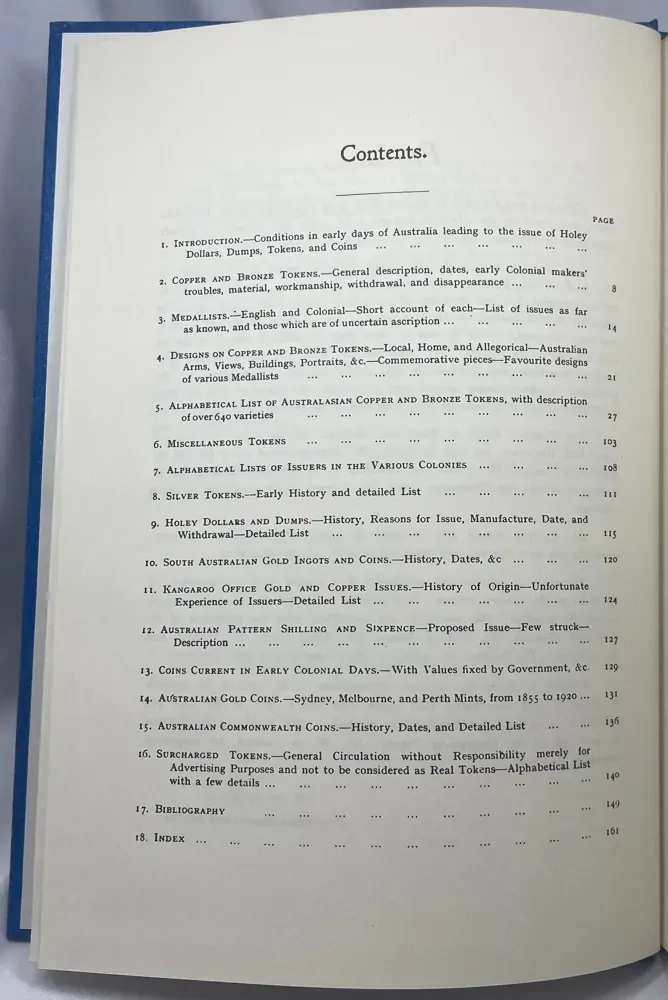 Contents.
PAGE
1. INTRODUCTION.—Conditions in early days of Australia leading to the issue of Holey
Dollars, Dumps, Tokens, and Coins ... ... ... ... ... ... ...
2. COPPER AND BRONZE TOKENS.—General description, dates, early Colonial makers'
troubles, material, workmanship, withdrawal, and disappearance ... ... ... 8
3. MEDALLISTS.—English and Colonial—Short account of each—List of issues as far
as known, and those which are of uncertain ascription ... ... ... ... ... 14
4. DESIGNS ON COPPER AND BRONZE TOKENS.—Local, Home, and Allegorical—Australian
Arms, Views, Buildings, Portraits, &c.—Commemorative pieces—Favourite designs
of various Medallists ... ... ... ... ... ... ... ... ... 21
5. ALPHABETICAL LIST OF AUSTRALASIAN COPPER AND BRONZE TOKENS, with description
of over 640 varieties ... ... ... ... ... ... ... ... ... 27
6. MISCELLANEOUS TOKENS ... ... ... ... ... ... ... ... ... 103
7. ALPHABETICAL LISTS OF ISSUERS IN THE VARIOUS COLONIES ... ... ... ... 108
8. SILVER TOKENS.—Early History and detailed List ... ... ... ... ... 111
9. HOLEY DOLLARS AND DUMPS.—History, Reasons for Issue, Manufacture, Date, and
Withdrawal—Detailed List ... ... ... ... ... ... ... ... 115
10. SOUTH AUSTRALIAN GOLD INGOTS AND COINS.—History, Dates, &c ... ... ... 120
11. KANGAROO OFFICE GOLD AND COPPER ISSUES.—History of Origin—Unfortunate
Experience of Issuers—Detailed List ... ... ... ... ... ... ... 124
12. AUSTRALIAN PATTERN SHILLING AND SIXPENCE—Proposed Issue—Few struck—
Description ... ... ... ... ... ... ... ... ... ... ... 127
13. COINS CURRENT IN EARLY COLONIAL DAYS.—With Values fixed by Government, &c. 129
14. AUSTRALIAN GOLD COINS.—Sydney, Melbourne, and Perth Mints, from 1855 to 1920 ... 131
15. AUSTRALIAN COMMONWEALTH COINS.—History, Dates, and Detailed List ... ... 136
16. SURCHARGED TOKENS.—General Circulation without Responsibility merely for
Advertising Purposes and not to be considered as Real Tokens—Alphabetical List
with a few details ... ... ... ... ... ... ... ... ... ... 140
17. BIBLIOGRAPHY ... ... ... ... ... ... ... ... ... ... 149
18. INDEX ... ... ... ... ... ... ... ... ... ... ... ... 161